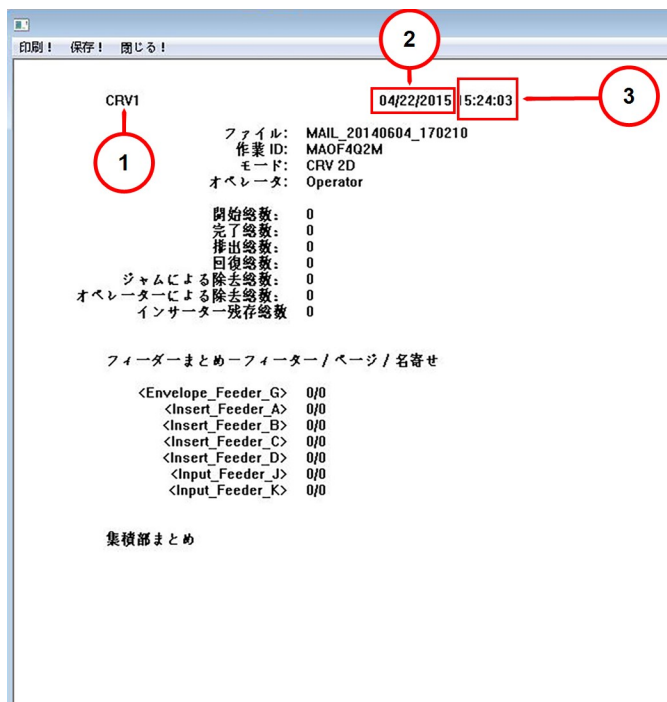 印刷！ 保存！ 閉じる！
2
CRV1 04/22/2015 15:24:03 3
1
ファイル: MAIL_20140604_170210
作業 ID: MAOF4Q2M
モード: CRV 2D
オペレータ: Operator
開始総数: 0
完了総数: 0
排出総数: 0
回復総数: 0
ジャムによる除去総数: 0
オペレーターによる除去総数: 0
インサーター残存総数 0
フィーダーまとめーフィーター / ページ / 名寄せ
<Envelope_Feeder_G> 0/0
<Insert_Feeder_A> 0/0
<Insert_Feeder_B> 0/0
<Insert_Feeder_C> 0/0
<Insert_Feeder_D> 0/0
<Input_Feeder_J> 0/0
<Input_Feeder_K> 0/0
集積部まとめ